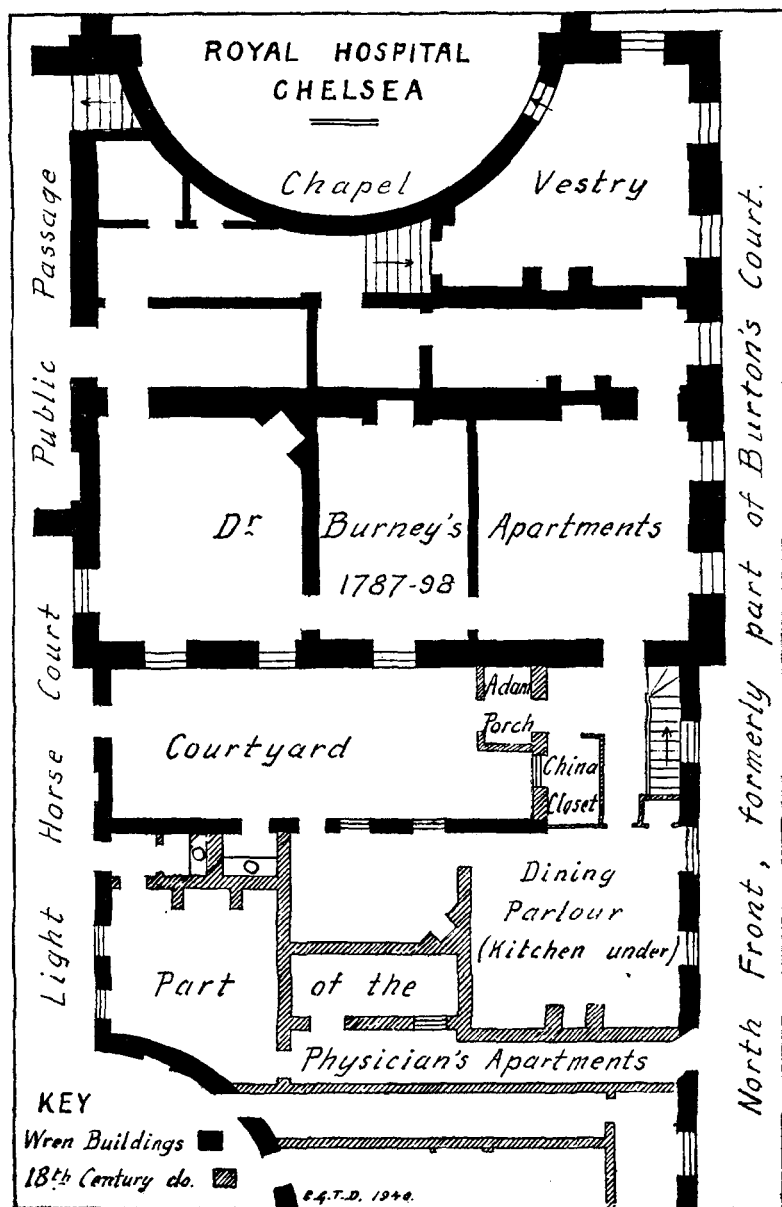 ROYAL HOSPITAL
CHELSEA
Chapel
Vestry
Public Passage
Dr Burney's Apartments
1787-98
Adam
Porch
Courtyard
China
Closet
Dining
Parlour
(Kitchen under)
Part of the
Physician's Apartments
Light Horse Court
North Front, formerly part of Burton's Court.
KEY
Wren Buildings
18th Century do.
E.G.T.D. 1940.